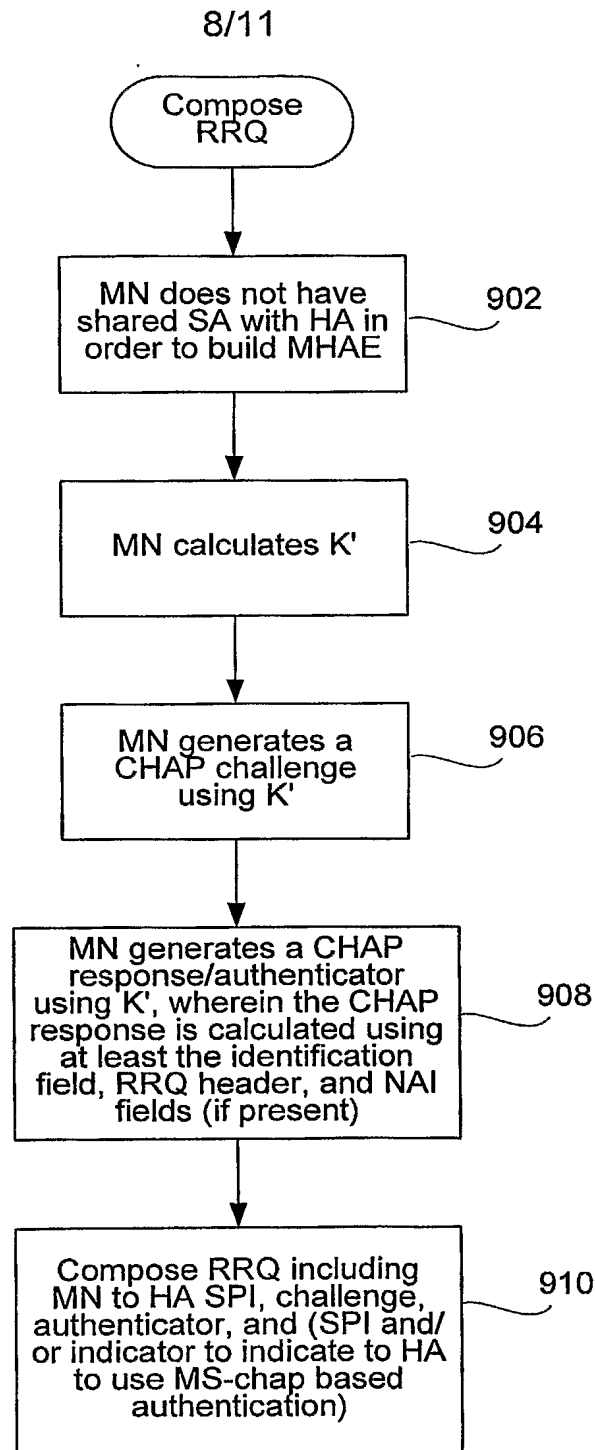 8/11
Compose
RRQ
MN does not have
shared SA with HA in
order to build MHAE
902
MN calculates K'
904
MN generates a
CHAP challenge
using K'
906
MN generates a CHAP
response/authenticator
using K', wherein the CHAP
response is calculated using
at least the identification
field, RRQ header, and NAI
fields (if present)
908
Compose RRQ including
MN to HA SPI, challenge,
authenticator, and (SPI and/
or indicator to indicate to HA
to use MS-chap based
authentication)
910